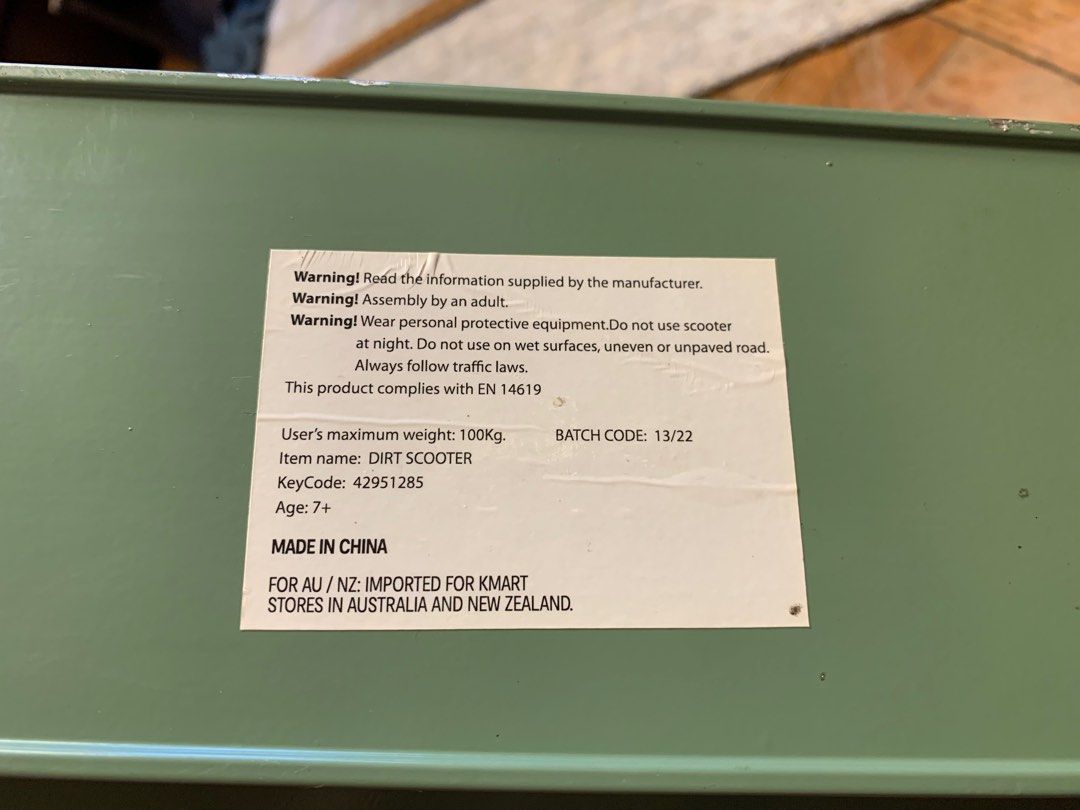 Warning! Read the information supplied by the manufacturer.
Warning! Assembly by an adult.
Warning! Wear personal protective equipment.Do not use scooter
at night. Do not use on wet surfaces, uneven or unpaved road.
Always follow traffic laws.
This product complies with EN 14619
User's maximum weight: 100Kg. BATCH CODE: 13/22
Item name: DIRT SCOOTER
KeyCode: 42951285
Age: 7+
MADE IN CHINA
FOR AU / NZ: IMPORTED FOR KMART
STORES IN AUSTRALIA AND NEW ZEALAND.